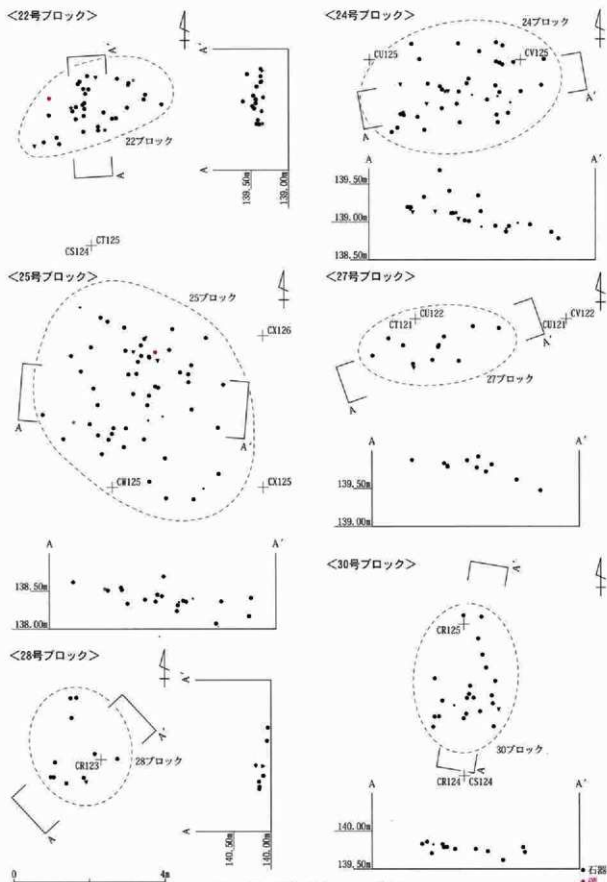 <22号ブロック>
A'
22ブロック
A
A'
A
139.50m
139.00m
CT125
CS124
<24号ブロック>
24ブロック
CU125
CV125
A'
A
A
A'
139.50m
139.00m
138.50m
<25号ブロック>
25ブロック
CX126
A
A'
CW125
CX125
A
A'
138.50m
138.00m
<27号ブロック>
CU122
CT121
CV122
CU121
A'
27ブロック
A
A
A'
139.50m
139.00m
<28号ブロック>
A'
CR123
28ブロック
A
A'
A
140.50m
140.00m
0
4m
<30号ブロック>
A'
CR125
30ブロック
A
CR124
CS124
A
A'
140.00m
139.50m
石器